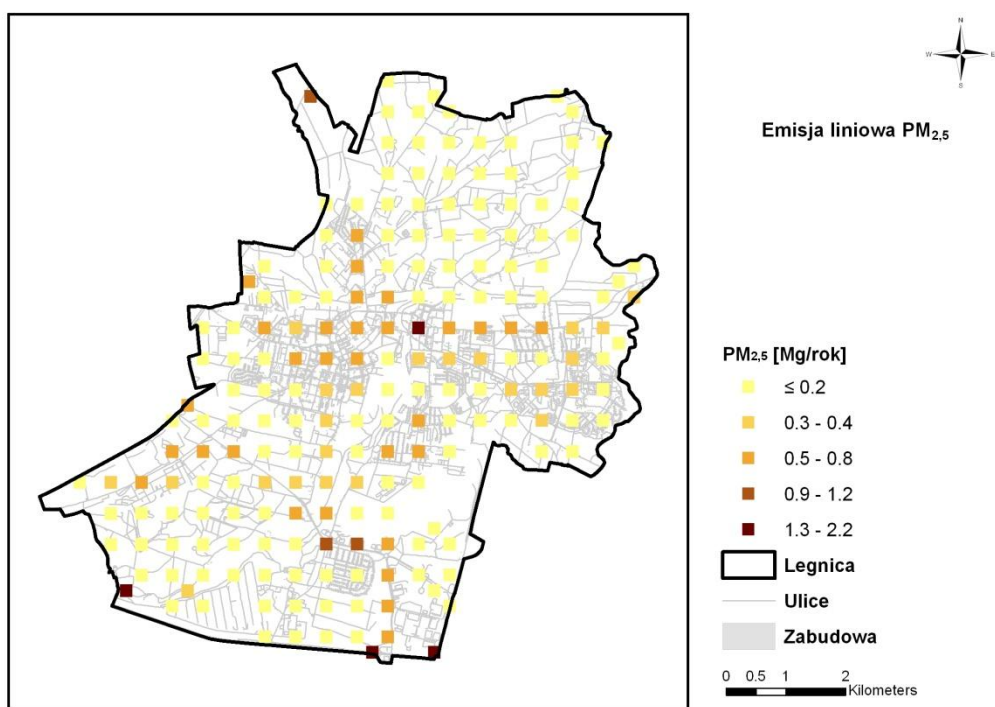 N
W E
S
Emisja liniowa PM2,5
PM2,5 [Mg/rok]
≤ 0.2
0.3 - 0.4
0.5 - 0.8
0.9 - 1.2
1.3 - 2.2
Legnica
Ulice
Zabudowa
0 0.5 1 2
Kilometers